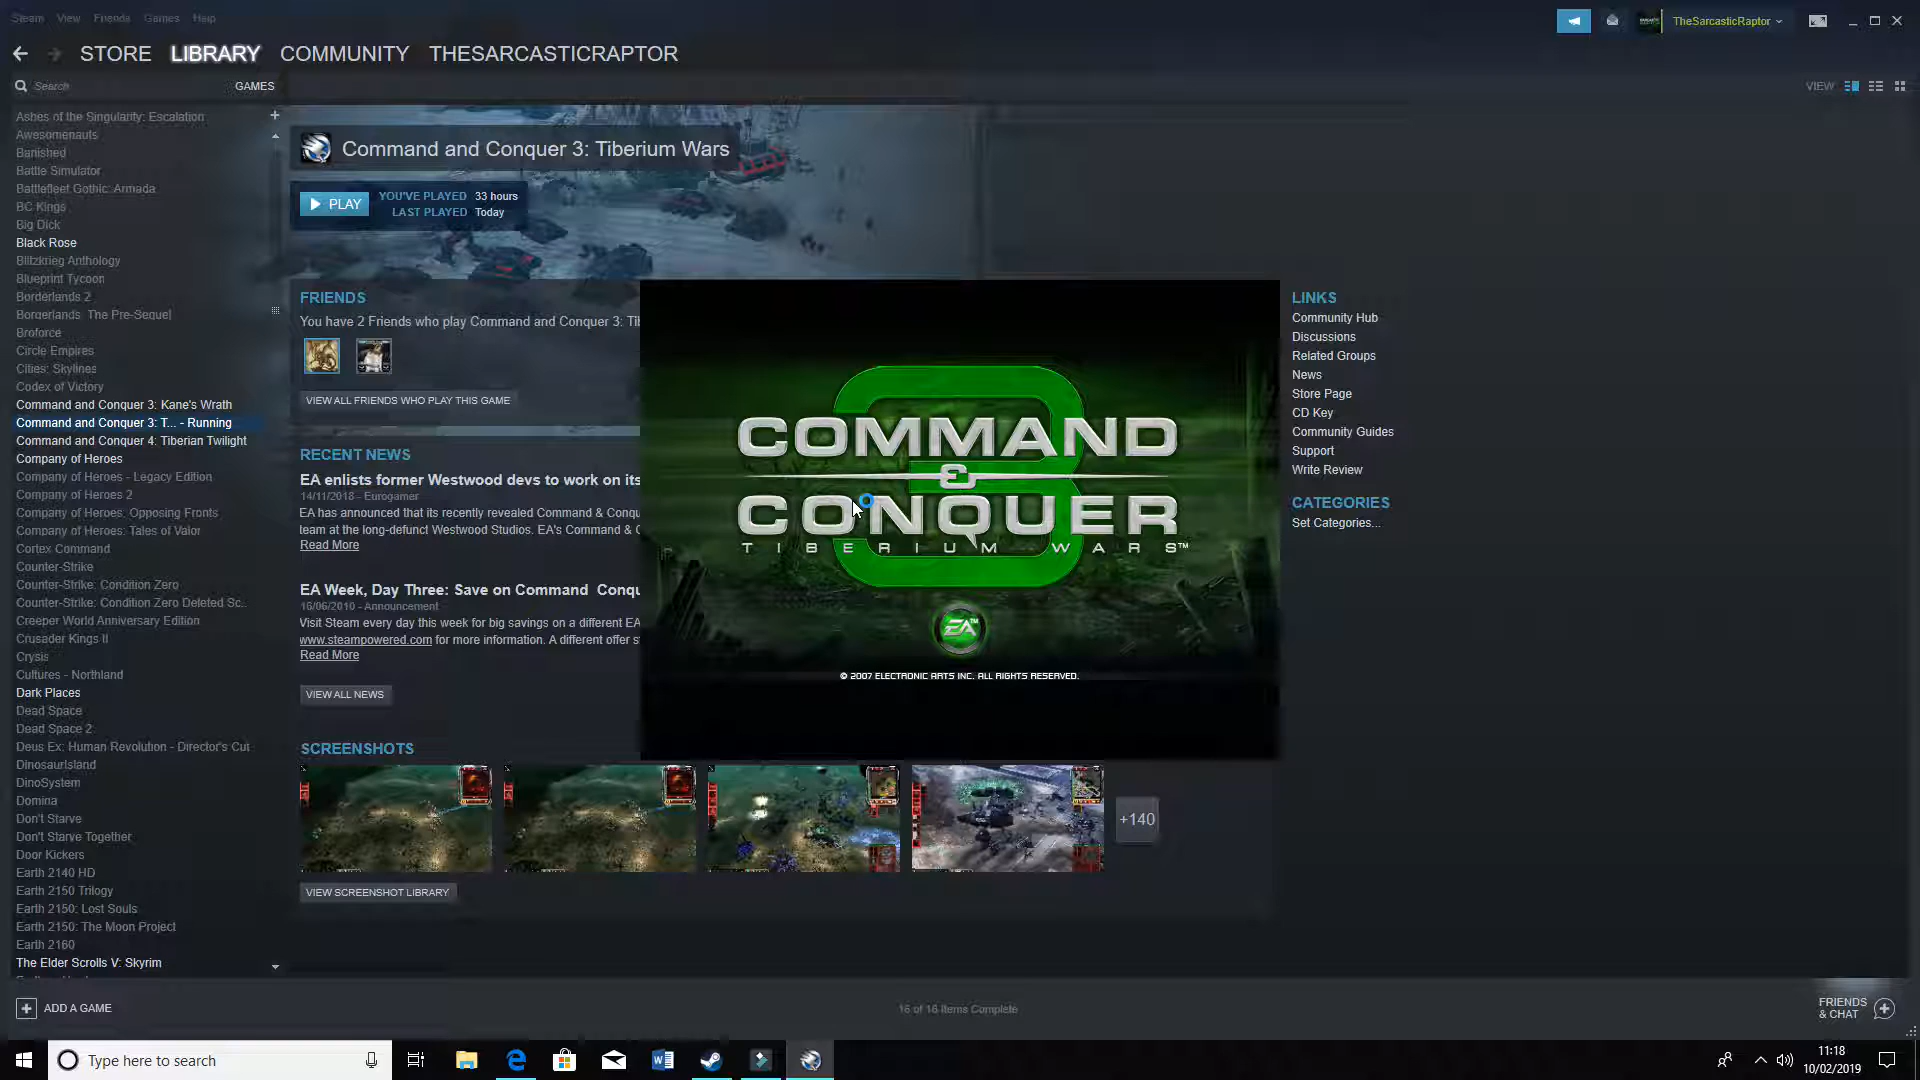 Steam View Friends Games Help
TheSarcasticRaptor
STORE LIBRARY COMMUNITY THESARCASTICRAPTOR
Search GAMES VIEW
Ashes of the Singularity: Escalation
Awesomenauts
Banished
Battle Simulator
Battlefleet Gothic: Armada
BC Kings
Big Dick
Black Rose
Blitzkrieg Anthology
Blueprint Tycoon
Borderlands 2
Borderlands: The Pre-Sequel
Broforce
Circle Empires
Cities: Skylines
Codex of Victory
Command and Conquer 3: Kane's Wrath
Command and Conquer 3: T... - Running
Command and Conquer 4: Tiberian Twilight
Company of Heroes
Company of Heroes - Legacy Edition
Company of Heroes 2
Company of Heroes: Opposing Fronts
Company of Heroes: Tales of Valor
Cortex Command
Counter-Strike
Counter-Strike: Condition Zero
Counter-Strike: Condition Zero Deleted Sc..
Creeper World Anniversary Edition
Crusader Kings II
Crysis
Cultures - Northland
Dark Places
Dead Space
Dead Space 2
Deus Ex: Human Revolution - Director's Cut
DinosaurIsland
DinoSystem
Domina
Don't Starve
Don't Starve Together
Door Kickers
Earth 2140 HD
Earth 2150 Trilogy
Earth 2150: Lost Souls
Earth 2150: The Moon Project
Earth 2160
The Elder Scrolls V: Skyrim
Command and Conquer 3: Tiberium Wars
PLAY
YOU'VE PLAYED 33 hours
LAST PLAYED Today
FRIENDS
You have 2 Friends who play Command and Conquer 3: Ti
VIEW ALL FRIENDS WHO PLAY THIS GAME
RECENT NEWS
EA enlists former Westwood devs to work on its
14/11/2018 - Eurogamer
EA has announced that its recently revealed Command & Conqu
team at the long-defunct Westwood Studios. EA's Command & C
Read More
EA Week, Day Three: Save on Command Conqu
16/06/2010 - Announcement
Visit Steam every day this week for big savings on a different EA
www.steampowered.com for more information. A different offer s
Read More
VIEW ALL NEWS
SCREENSHOTS
+140
VIEW SCREENSHOT LIBRARY
3
COMMAND
&
CONQUER
TIBERIUM WARS™
EA™
© 2007 ELECTRONIC ARTS INC. ALL RIGHTS RESERVED.
LINKS
Community Hub
Discussions
Related Groups
News
Store Page
CD Key
Community Guides
Support
Write Review
CATEGORIES
Set Categories...
ADD A GAME
16 of 16 Items Complete
FRIENDS
& CHAT
Type here to search
11:18
10/02/2019